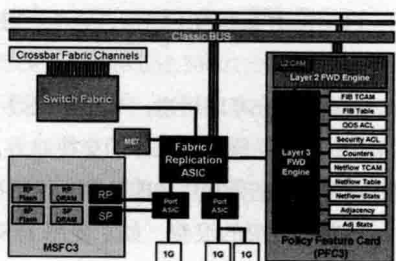 Classic BUS
Crossbar Fabric Channels
Switch Fabric
MET
Fabric /
Replication
ASIC
L2 CAM
Layer 2 FWD Engine
Layer 3
FWD
Engine
FIB TCAM
FIB Table
QOS ACL
Security ACL
Counters
Netflow TCAM
Netflow Table
Netflow Stats
Adjacency
Adj Stats
Policy Feature Card
(PFC3)
RP
Flash
RP
DRAM
RP
SP
Flash
SP
DRAM
SP
MSFC3
Port
ASIC
Port
ASIC
1G
1G
1G